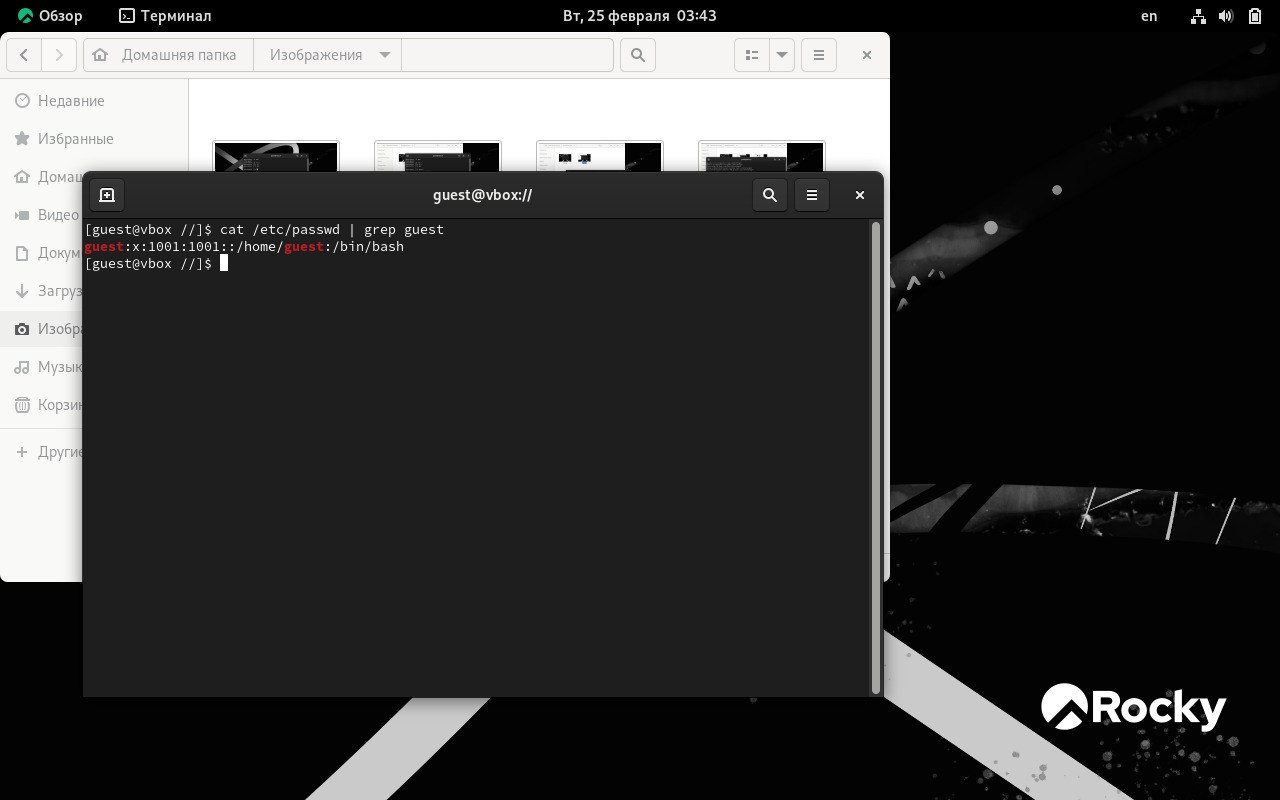 Обзор Терминал Вт, 25 февраля 03:43 en
Домашняя папка Изображения
Недавние
Избранные
Домаш
Видео
Докум
Загруз
Изобра
Музык
Корзин
Другие
guest@vbox://
[guest@vbox //]$ cat /etc/passwd | grep guest
guest:x:1001:1001::/home/guest:/bin/bash
[guest@vbox //]$
Rocky